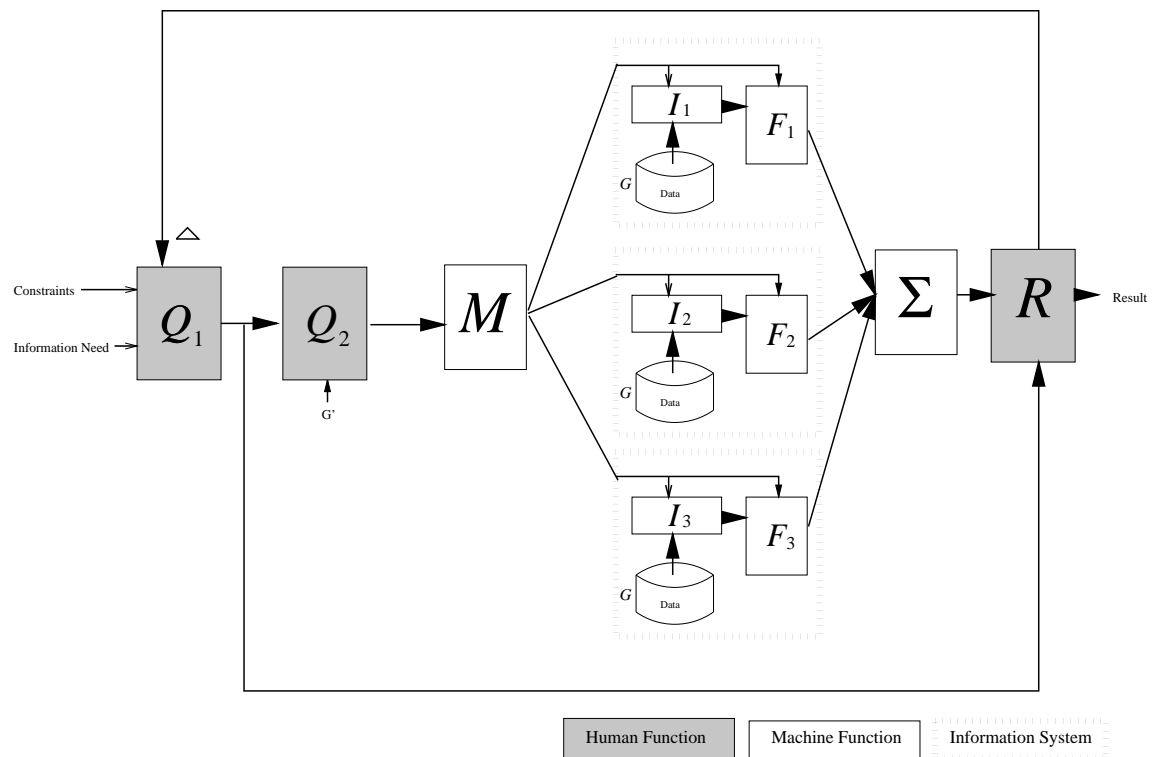 I1
F1
G
Data
△
Constraints
Information Need
Q1
Q2
G'
M
I2
F2
G
Data
Σ
R
Result
I3
F3
G
Data
Human Function
Machine Function
Information System